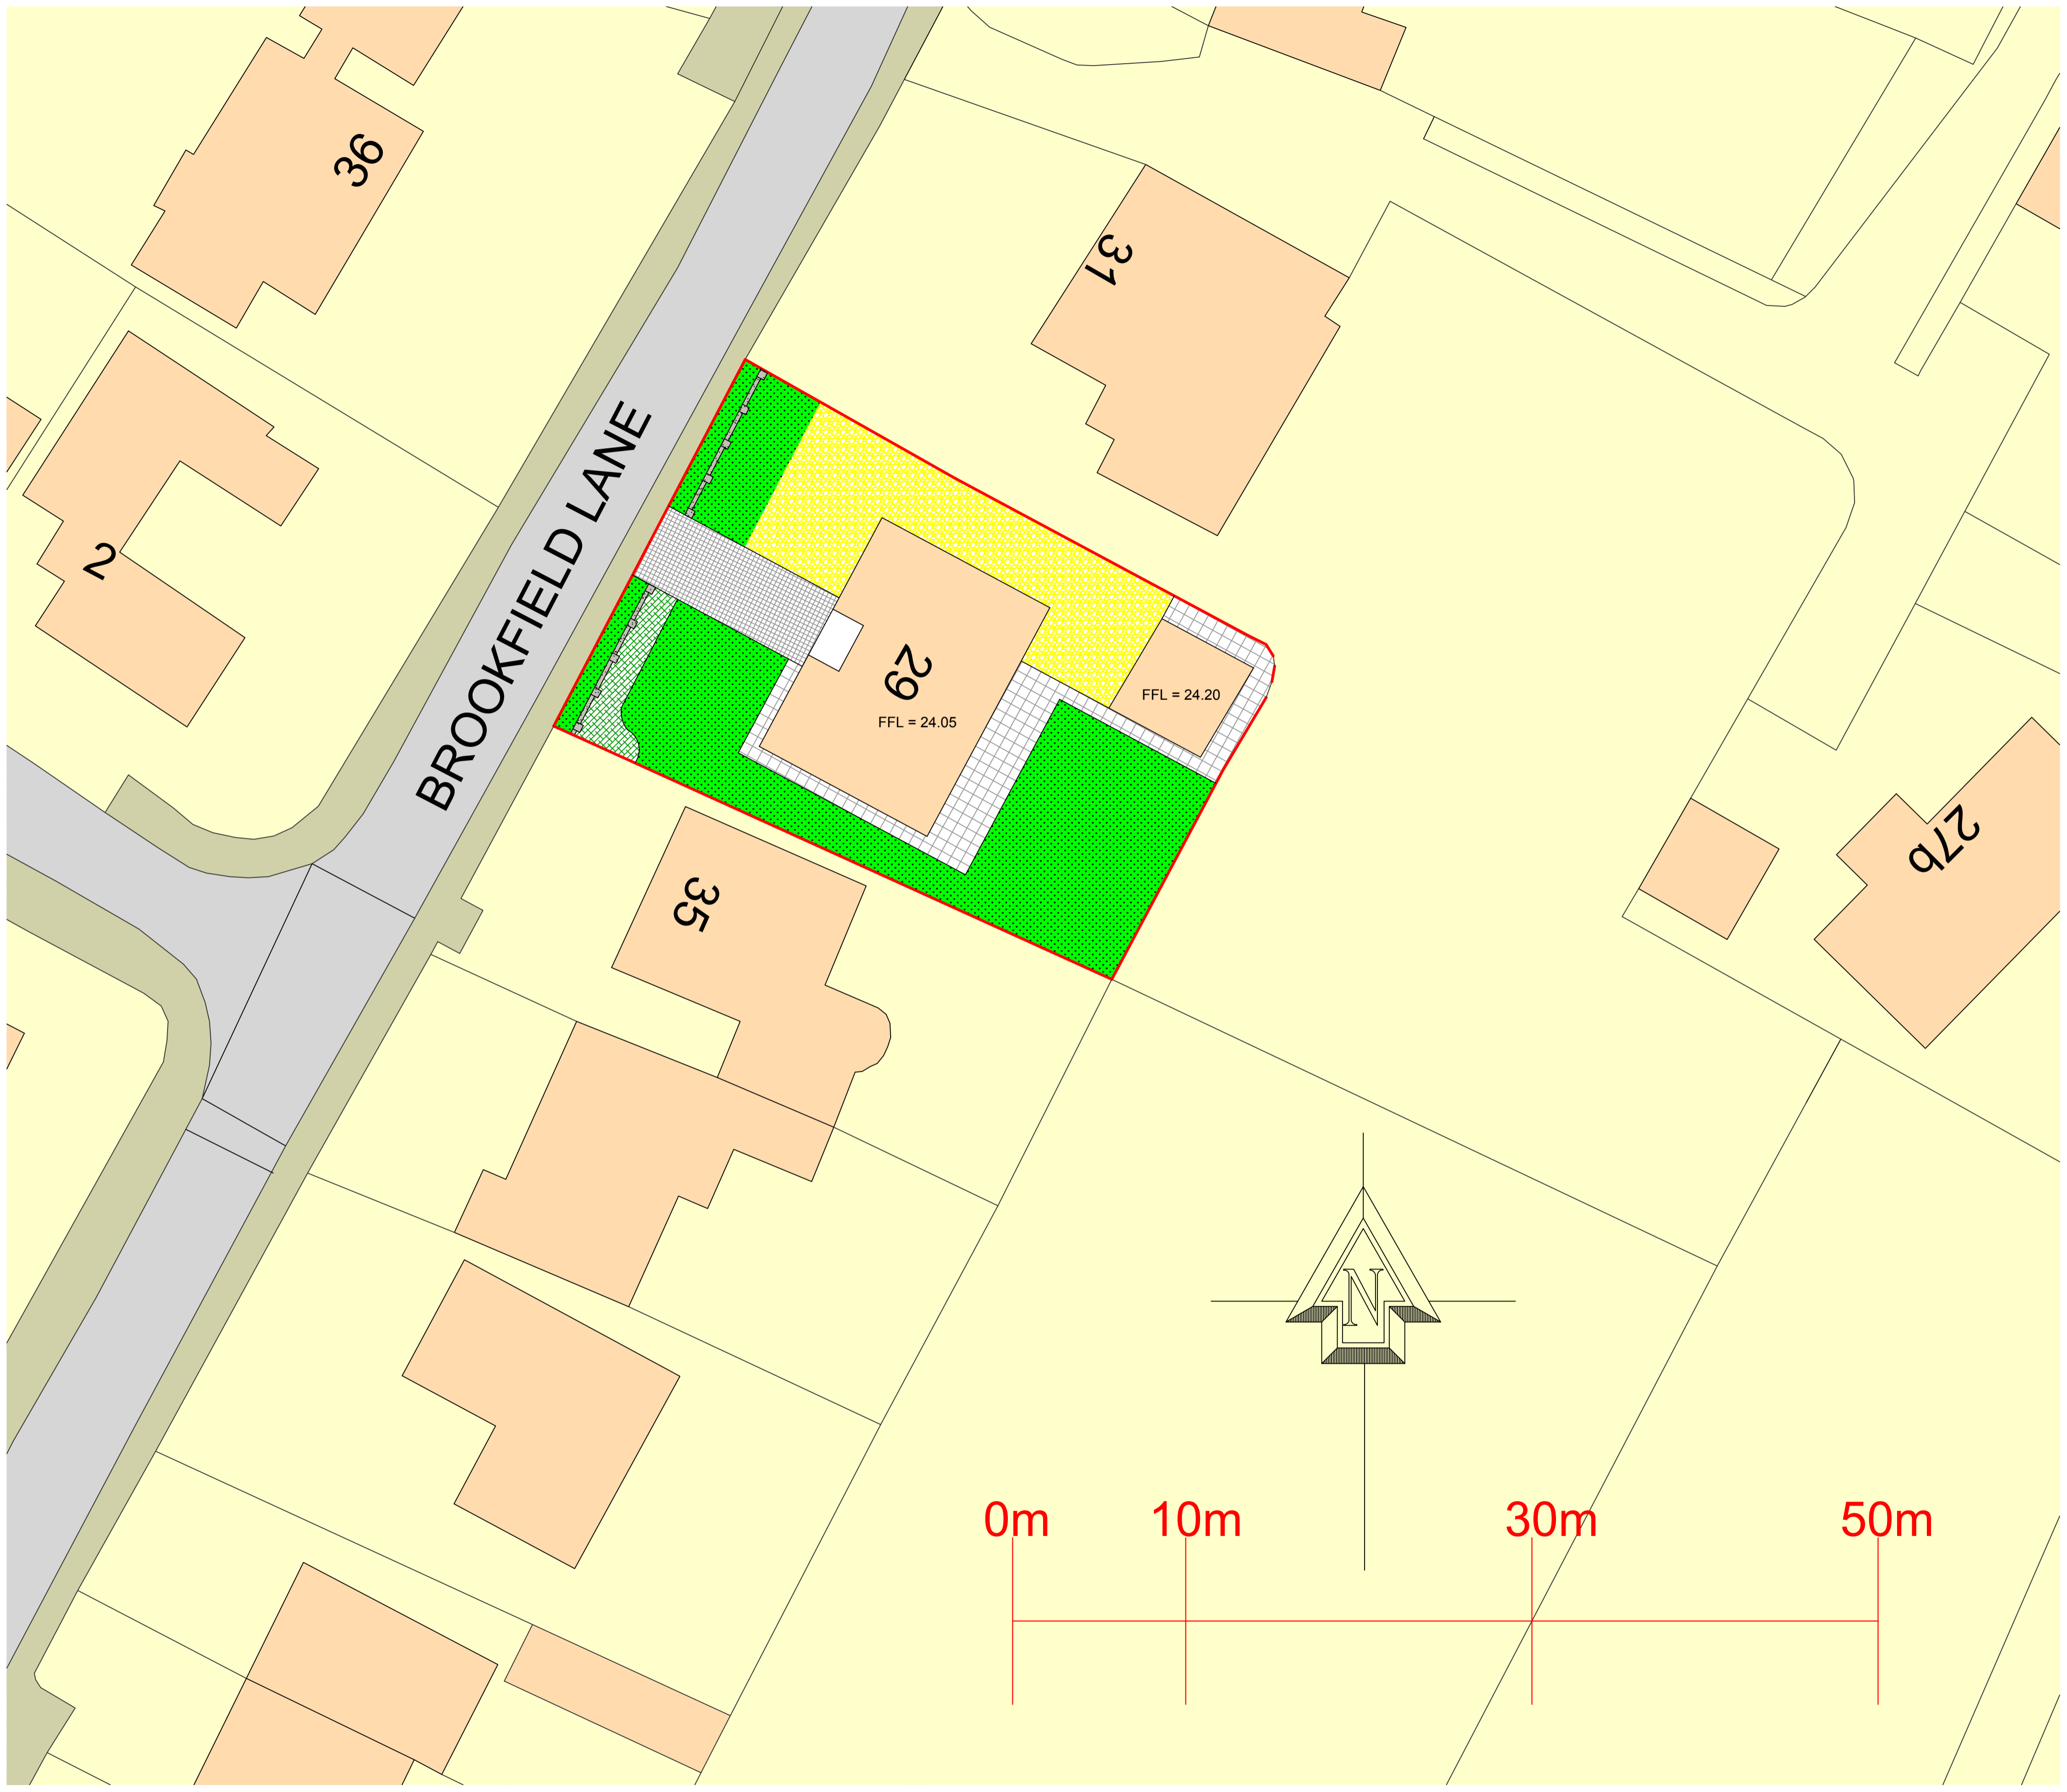 36
31
2
BROOKFIELD LANE
29
FFL = 24.05
FFL = 24.20
27b
35
N
0m 10m 30m 50m